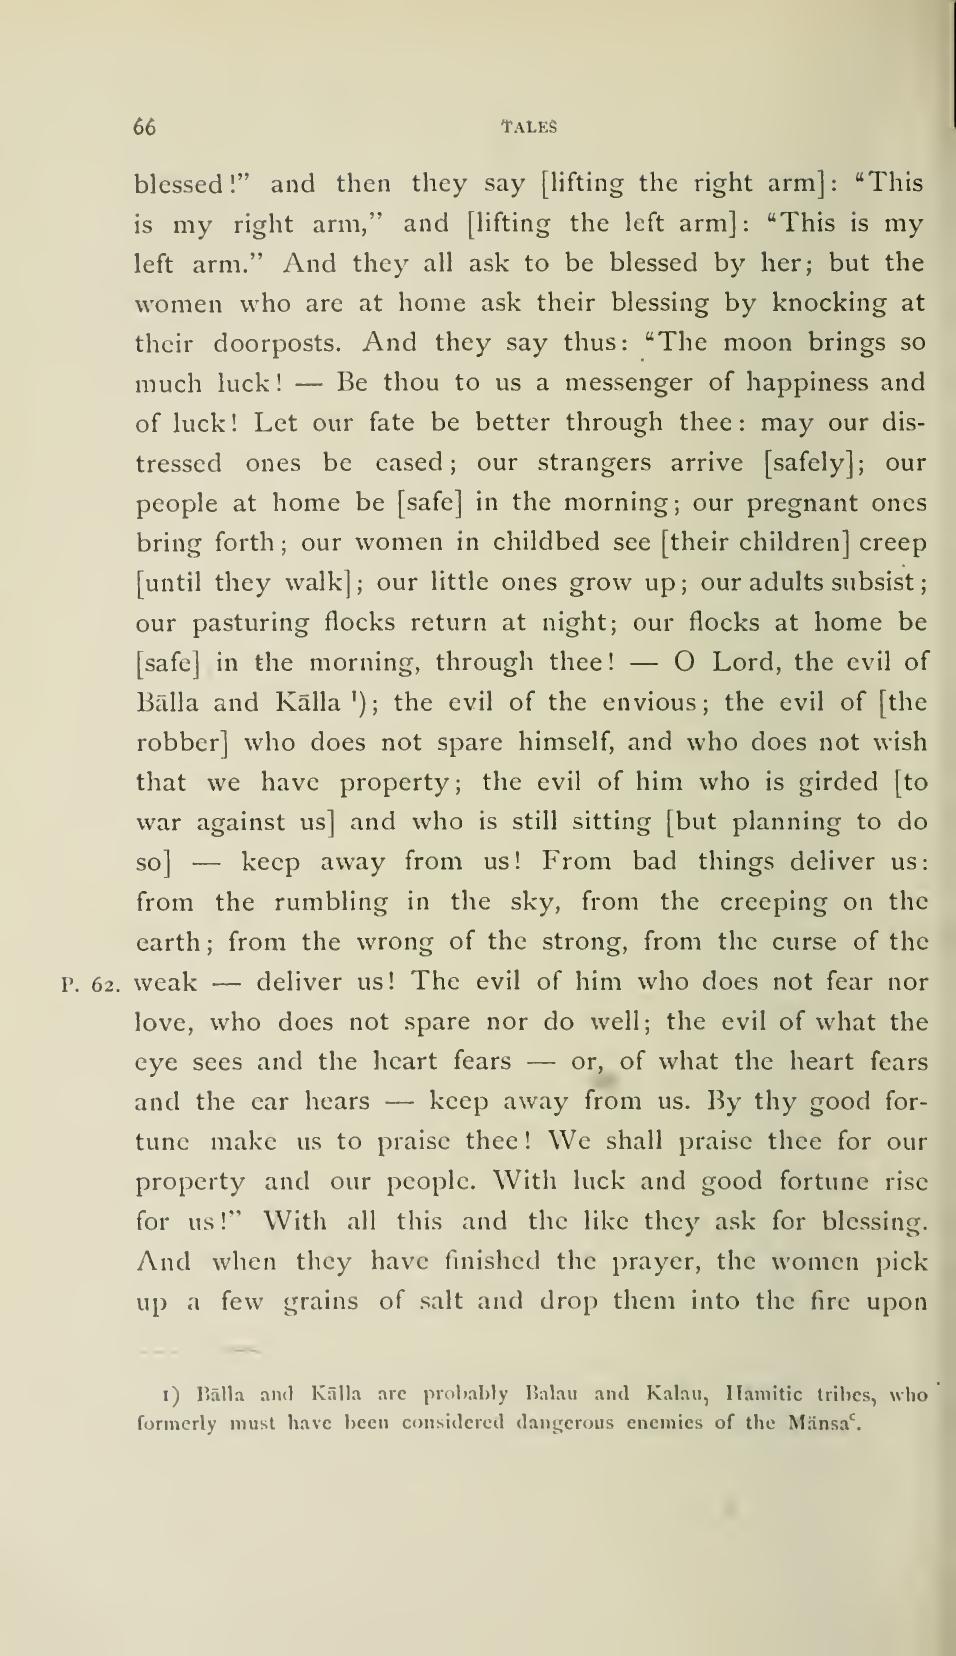 66 TALES
blessed!” and then they say [lifting the right arm]: “This
is my right arm,” and [lifting the left arm]: “This is my
left arm.” And they all ask to be blessed by her; but the
women who are at home ask their blessing by knocking at
their doorposts. And they say thus: “The moon brings so
much luck! — Be thou to us a messenger of happiness and
of luck! Let our fate be better through thee: may our dis-
tressed ones be eased; our strangers arrive [safely]; our
people at home be [safe] in the morning; our pregnant ones
bring forth; our women in childbed see [their children] creep
[until they walk]; our little ones grow up; our adults subsist;
our pasturing flocks return at night; our flocks at home be
[safe] in the morning, through thee! — O Lord, the evil of
Bālla and Kālla ¹); the evil of the envious; the evil of [the
robber] who does not spare himself, and who does not wish
that we have property; the evil of him who is girded [to
war against us] and who is still sitting [but planning to do
so] — keep away from us! From bad things deliver us:
from the rumbling in the sky, from the creeping on the
earth; from the wrong of the strong, from the curse of the
P. 62. weak — deliver us! The evil of him who does not fear nor
love, who does not spare nor do well; the evil of what the
eye sees and the heart fears — or, of what the heart fears
and the ear hears — keep away from us. By thy good for-
tune make us to praise thee! We shall praise thee for our
property and our people. With luck and good fortune rise
for us!” With all this and the like they ask for blessing.
And when they have finished the prayer, the women pick
up a few grains of salt and drop them into the fire upon
1) Bālla and Kālla are probably Balau and Kalau, Hamitic tribes, who
formerly must have been considered dangerous enemies of the Mänsaᶜ.